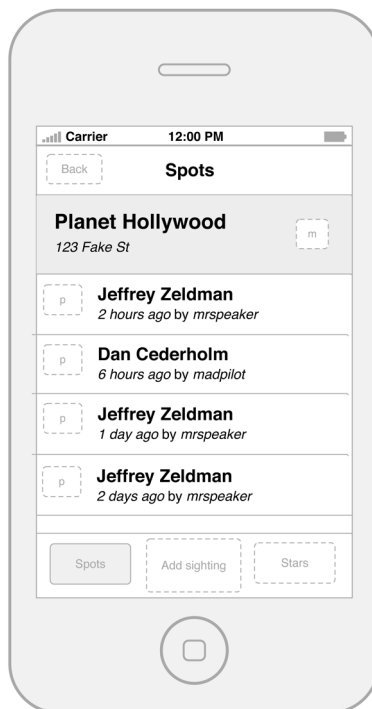 Carrier 12:00 PM
Back Spots
Planet Hollywood
123 Fake St
m
p
Jeffrey Zeldman
2 hours ago by mrspeaker
p
Dan Cederholm
6 hours ago by madpilot
p
Jeffrey Zeldman
1 day ago by mrspeaker
p
Jeffrey Zeldman
2 days ago by mrspeaker
Spots Add sighting Stars